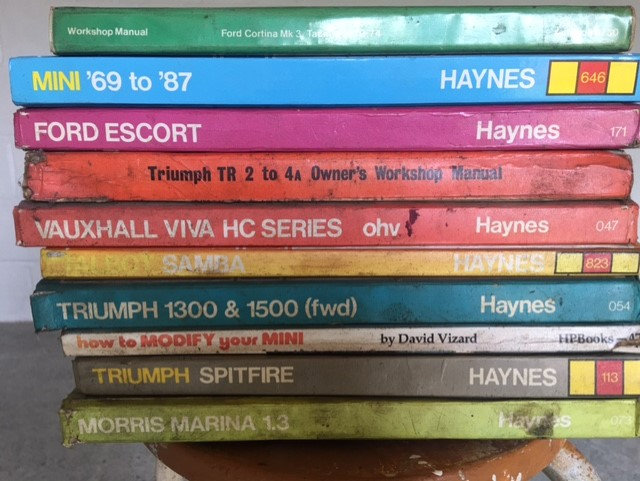 Workshop Manual Ford Cortina Mk 3,
MINI '69 to '87 HAYNES 646
FORD ESCORT Haynes 171
Triumph TR 2 to 4A Owner's Workshop Manual
VAUXHALL VIVA HC SERIES ohv Haynes 047
SAMBA HAYNES 823
TRIUMPH 1300 & 1500 (fwd) Haynes 054
how to MODIFY your MINI by David Vizard HPBooks
TRIUMPH SPITFIRE HAYNES 113
MORRIS MARINA 1.3 Haynes 073